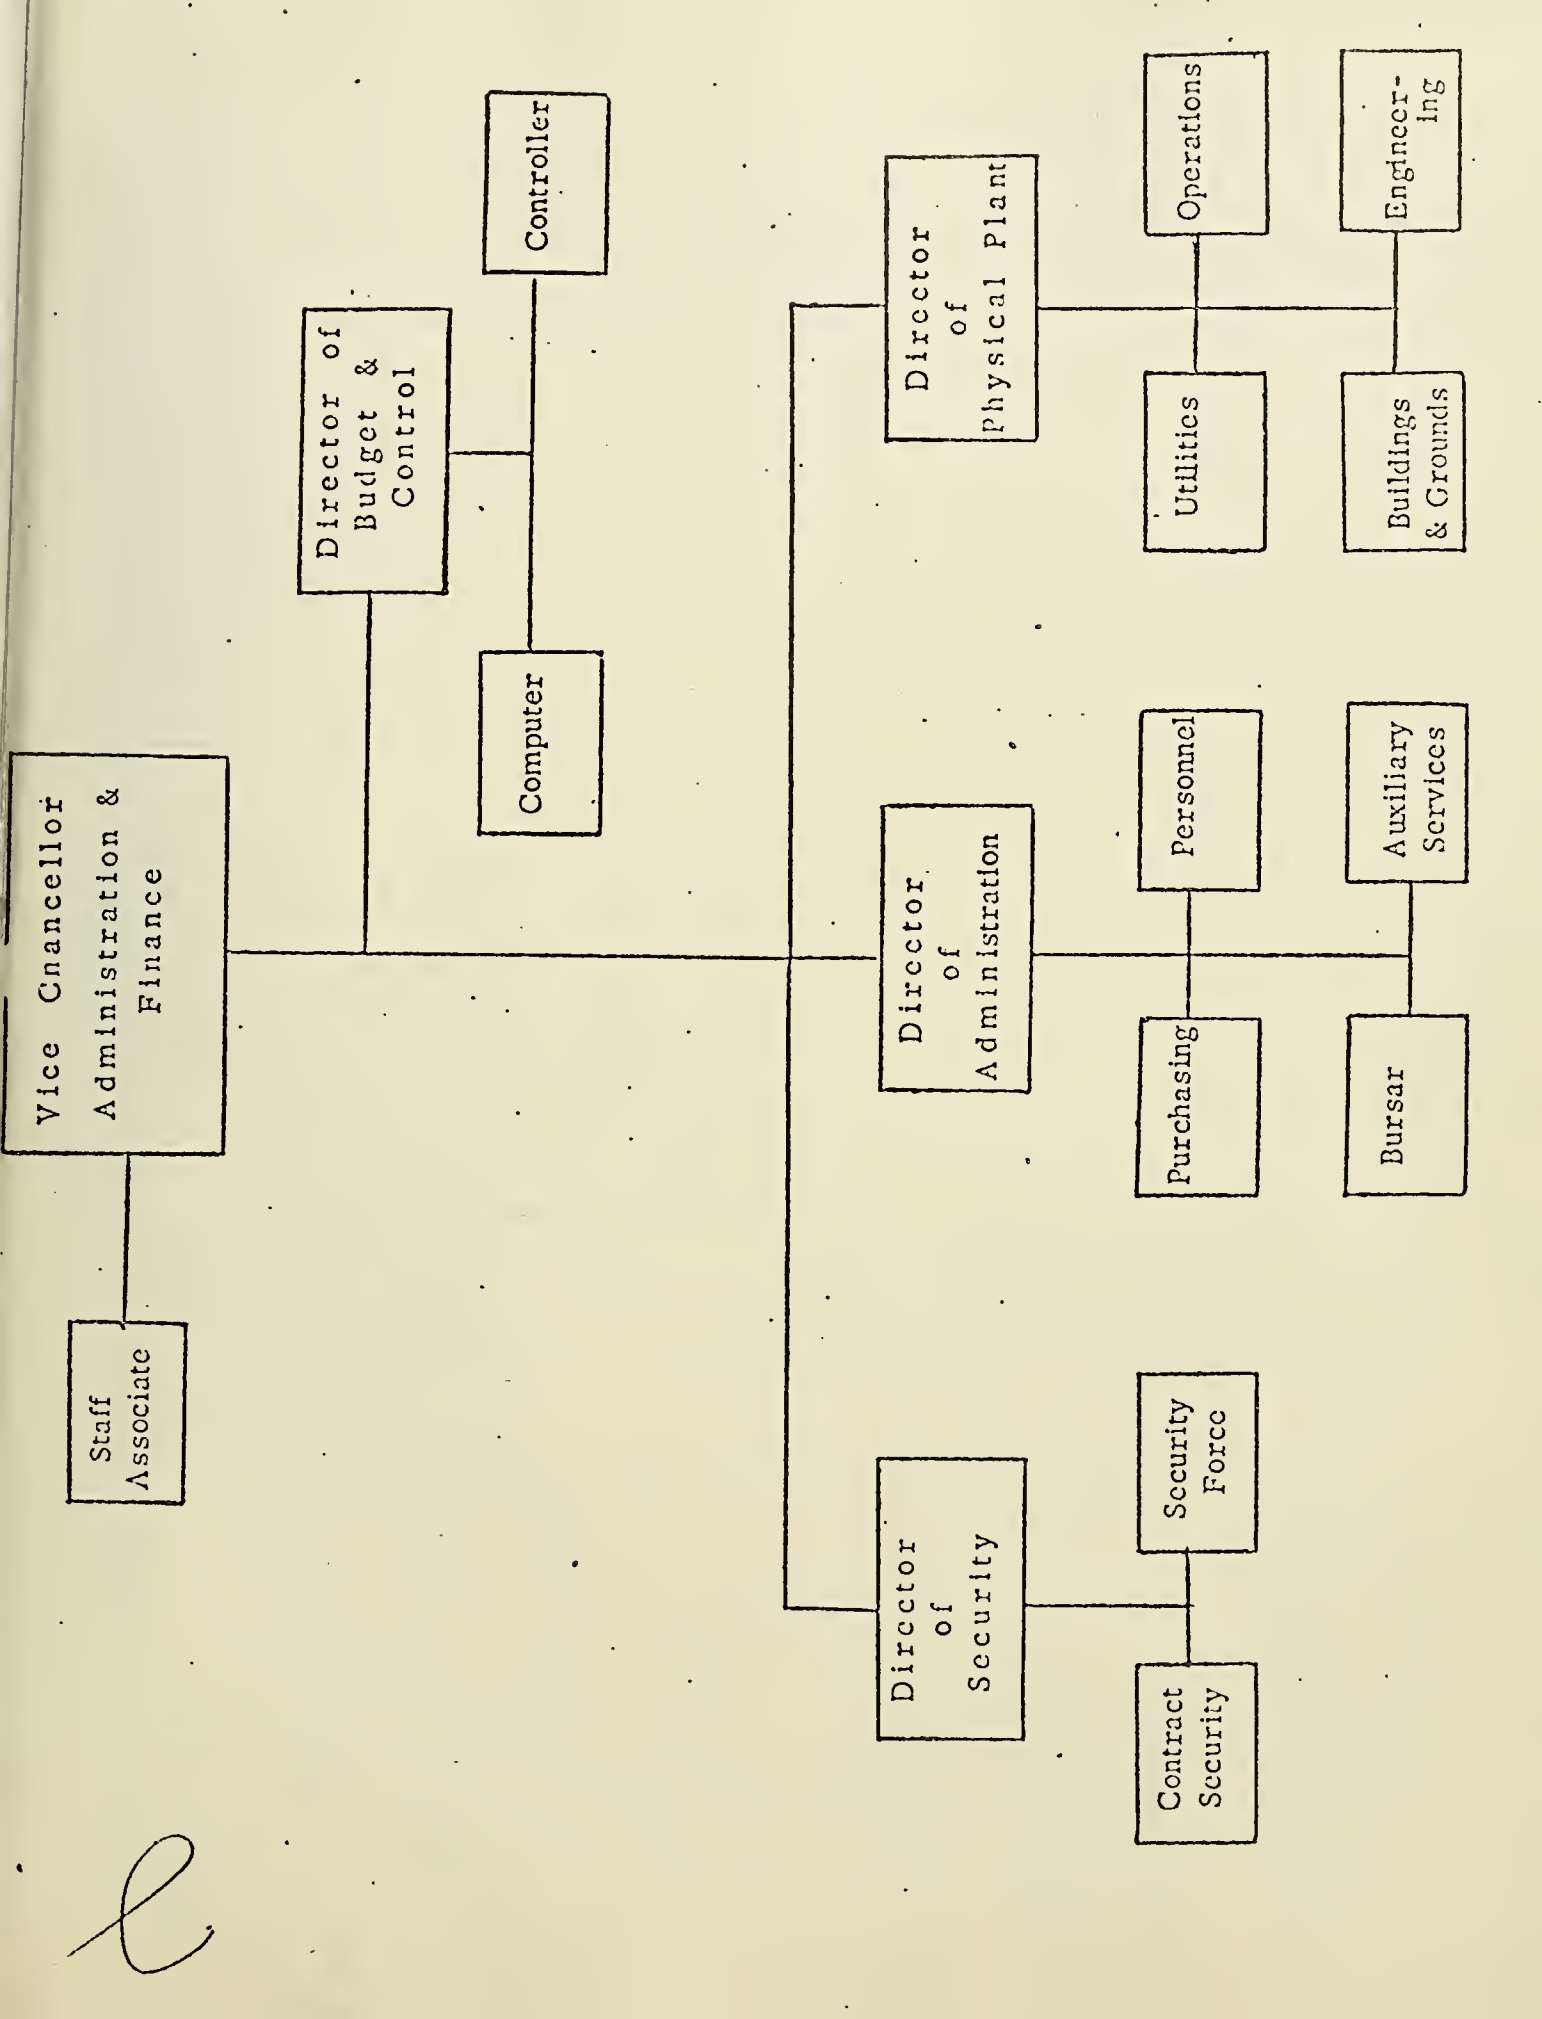 Vice Cnancellor
Administration &
Finance
Staff
Associate
Director of
Budget &
Control
Computer
Controller
Director
of
Security
Director
of
Administration
Director
of
Physical Plant
Contract
Security
Security
Force
Purchasing
Personnel
Utilities
Operations
Bursar
Auxiliary
Services
Buildings
& Grounds
Engineer-
ing